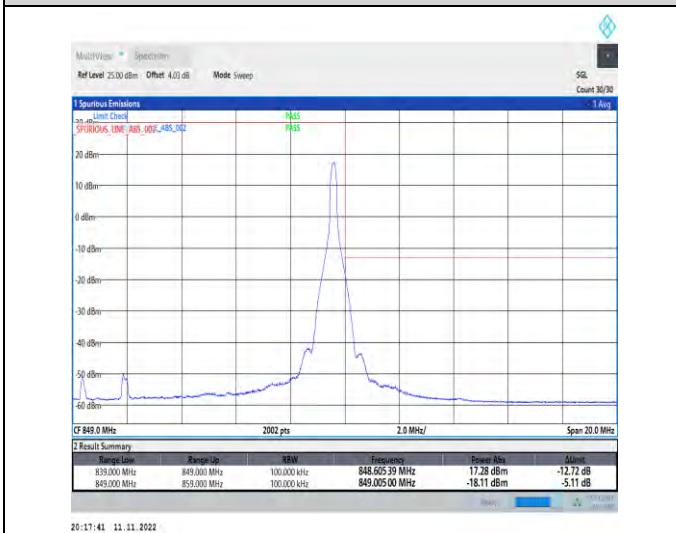 MultiView Spectrum
Ref Level 25.00 dBm Offset 4.03 dB Mode Sweep SGL
Count 30/30
1 Spurious Emissions 1 Avg
Limit Check PASS
SPURIOUS_LINE_ABS_002 PASS
20 dBm
10 dBm
0 dBm
-10 dBm
-20 dBm
-30 dBm
-40 dBm
-50 dBm
-60 dBm
CF 849.0 MHz 2002 pts 2.0 MHz/ Span 20.0 MHz
2 Result Summary
Range Low Range Up RBW Frequency Power Abs ΔLimit
839.000 MHz 849.000 MHz 100.000 kHz 848.60539 MHz 17.28 dBm -12.72 dB
849.000 MHz 859.000 MHz 100.000 kHz 849.00500 MHz -18.11 dBm -5.11 dB
20:17:41 11.11.2022